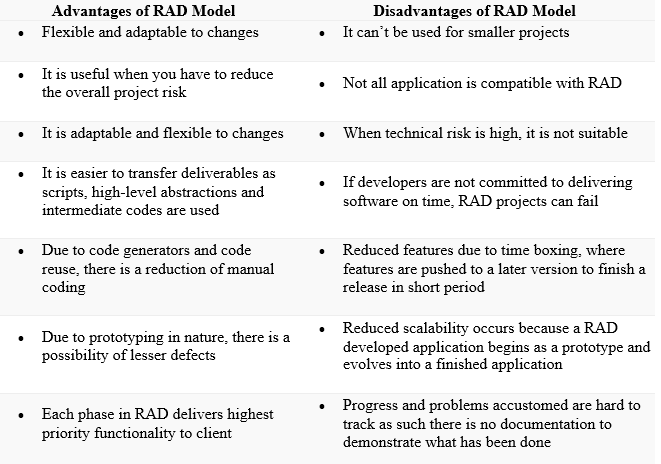 Advantages of RAD Model Disadvantages of RAD Model
• Flexible and adaptable to changes
• It can’t be used for smaller projects
• It is useful when you have to reduce
the overall project risk
• Not all application is compatible with RAD
• It is adaptable and flexible to changes
• When technical risk is high, it is not suitable
• It is easier to transfer deliverables as
scripts, high-level abstractions and
intermediate codes are used
• If developers are not committed to delivering
software on time, RAD projects can fail
• Due to code generators and code
reuse, there is a reduction of manual
coding
• Reduced features due to time boxing, where
features are pushed to a later version to finish a
release in short period
• Due to prototyping in nature, there is a
possibility of lesser defects
• Reduced scalability occurs because a RAD
developed application begins as a prototype and
evolves into a finished application
• Each phase in RAD delivers highest
priority functionality to client
• Progress and problems accustomed are hard to
track as such there is no documentation to
demonstrate what has been done